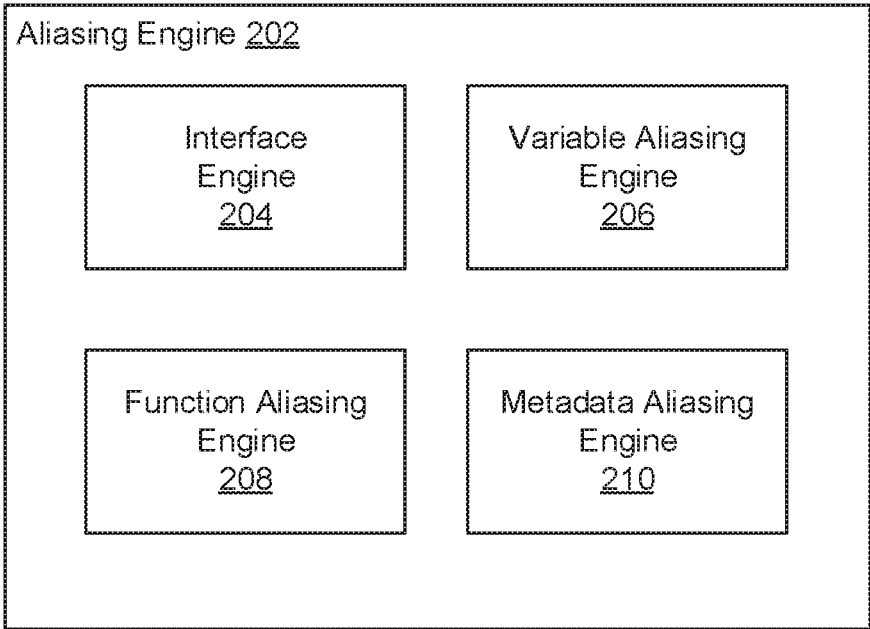 Aliasing Engine 202
Interface
Engine
204
Variable Aliasing
Engine
206
Function Aliasing
Engine
208
Metadata Aliasing
Engine
210